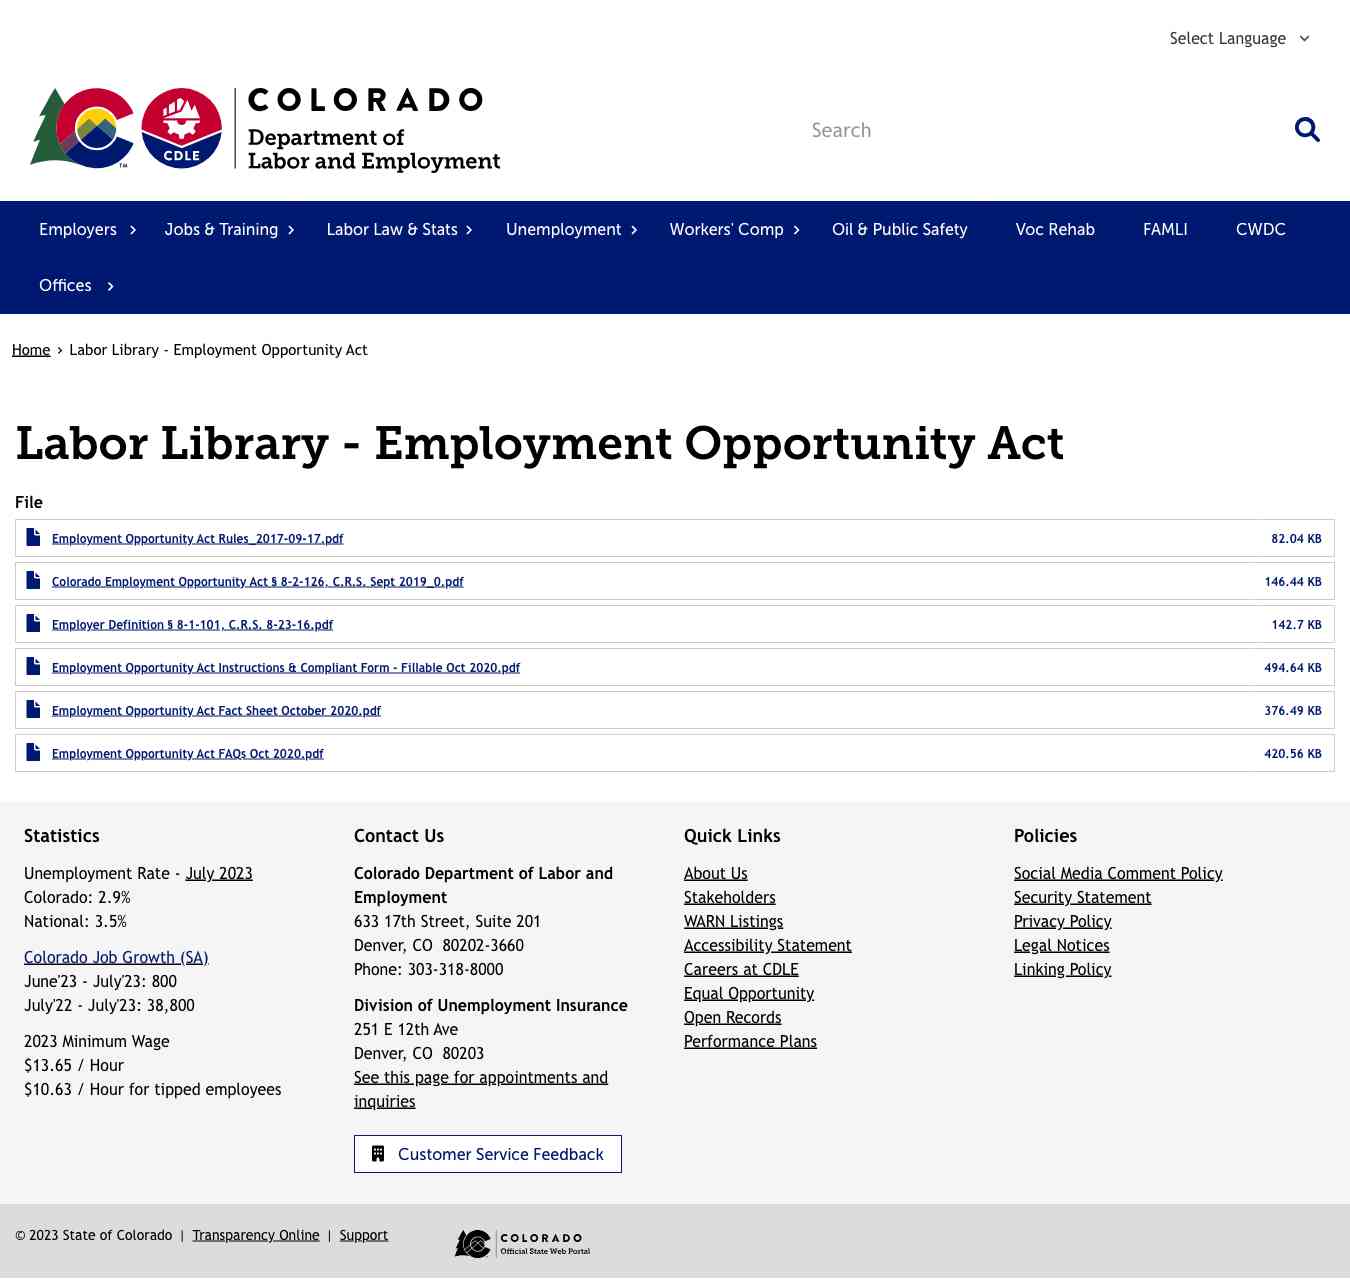 Select Language
COLORADO
Department of
Labor and Employment
CDLE
TM
Search
Employers
Jobs & Training
Labor Law & Stats
Unemployment
Workers' Comp
Oil & Public Safety
Voc Rehab
FAMLI
CWDC
Offices
Home › Labor Library - Employment Opportunity Act
Labor Library - Employment Opportunity Act
File
Employment Opportunity Act Rules_2017-09-17.pdf 82.04 KB
Colorado Employment Opportunity Act § 8-2-126, C.R.S. Sept 2019_0.pdf 146.44 KB
Employer Definition § 8-1-101, C.R.S. 8-23-16.pdf 142.7 KB
Employment Opportunity Act Instructions & Compliant Form - Fillable Oct 2020.pdf 494.64 KB
Employment Opportunity Act Fact Sheet October 2020.pdf 376.49 KB
Employment Opportunity Act FAQs Oct 2020.pdf 420.56 KB
Statistics
Unemployment Rate - July 2023
Colorado: 2.9%
National: 3.5%
Colorado Job Growth (SA)
June'23 - July'23: 800
July'22 - July'23: 38,800
2023 Minimum Wage
$13.65 / Hour
$10.63 / Hour for tipped employees
Contact Us
Colorado Department of Labor and
Employment
633 17th Street, Suite 201
Denver, CO 80202-3660
Phone: 303-318-8000
Division of Unemployment Insurance
251 E 12th Ave
Denver, CO 80203
See this page for appointments and
inquiries
Customer Service Feedback
Quick Links
About Us
Stakeholders
WARN Listings
Accessibility Statement
Careers at CDLE
Equal Opportunity
Open Records
Performance Plans
Policies
Social Media Comment Policy
Security Statement
Privacy Policy
Legal Notices
Linking Policy
© 2023 State of Colorado | Transparency Online | Support
COLORADO
Official State Web Portal